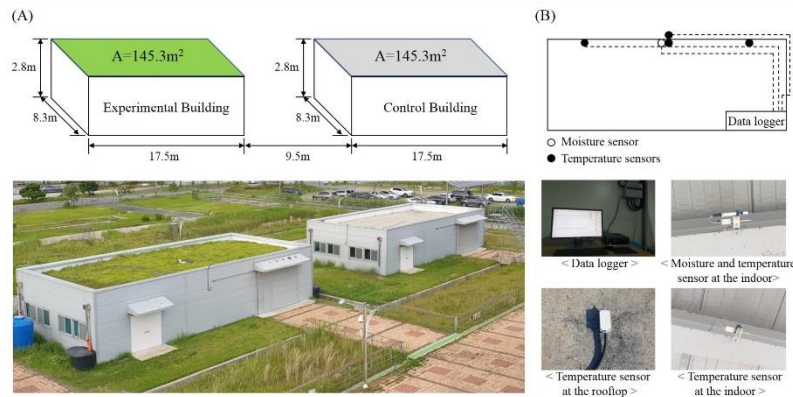 (A)
A=145.3m²
A=145.3m²
2.8m
2.8m
Experimental Building
Control Building
8.3m
8.3m
17.5m
9.5m
17.5m
(B)
Data logger
Moisture sensor
Temperature sensors
< Data logger >
< Moisture and temperature
sensor at the indoor>
< Temperature sensor
at the rooftop >
< Temperature sensor
at the indoor >